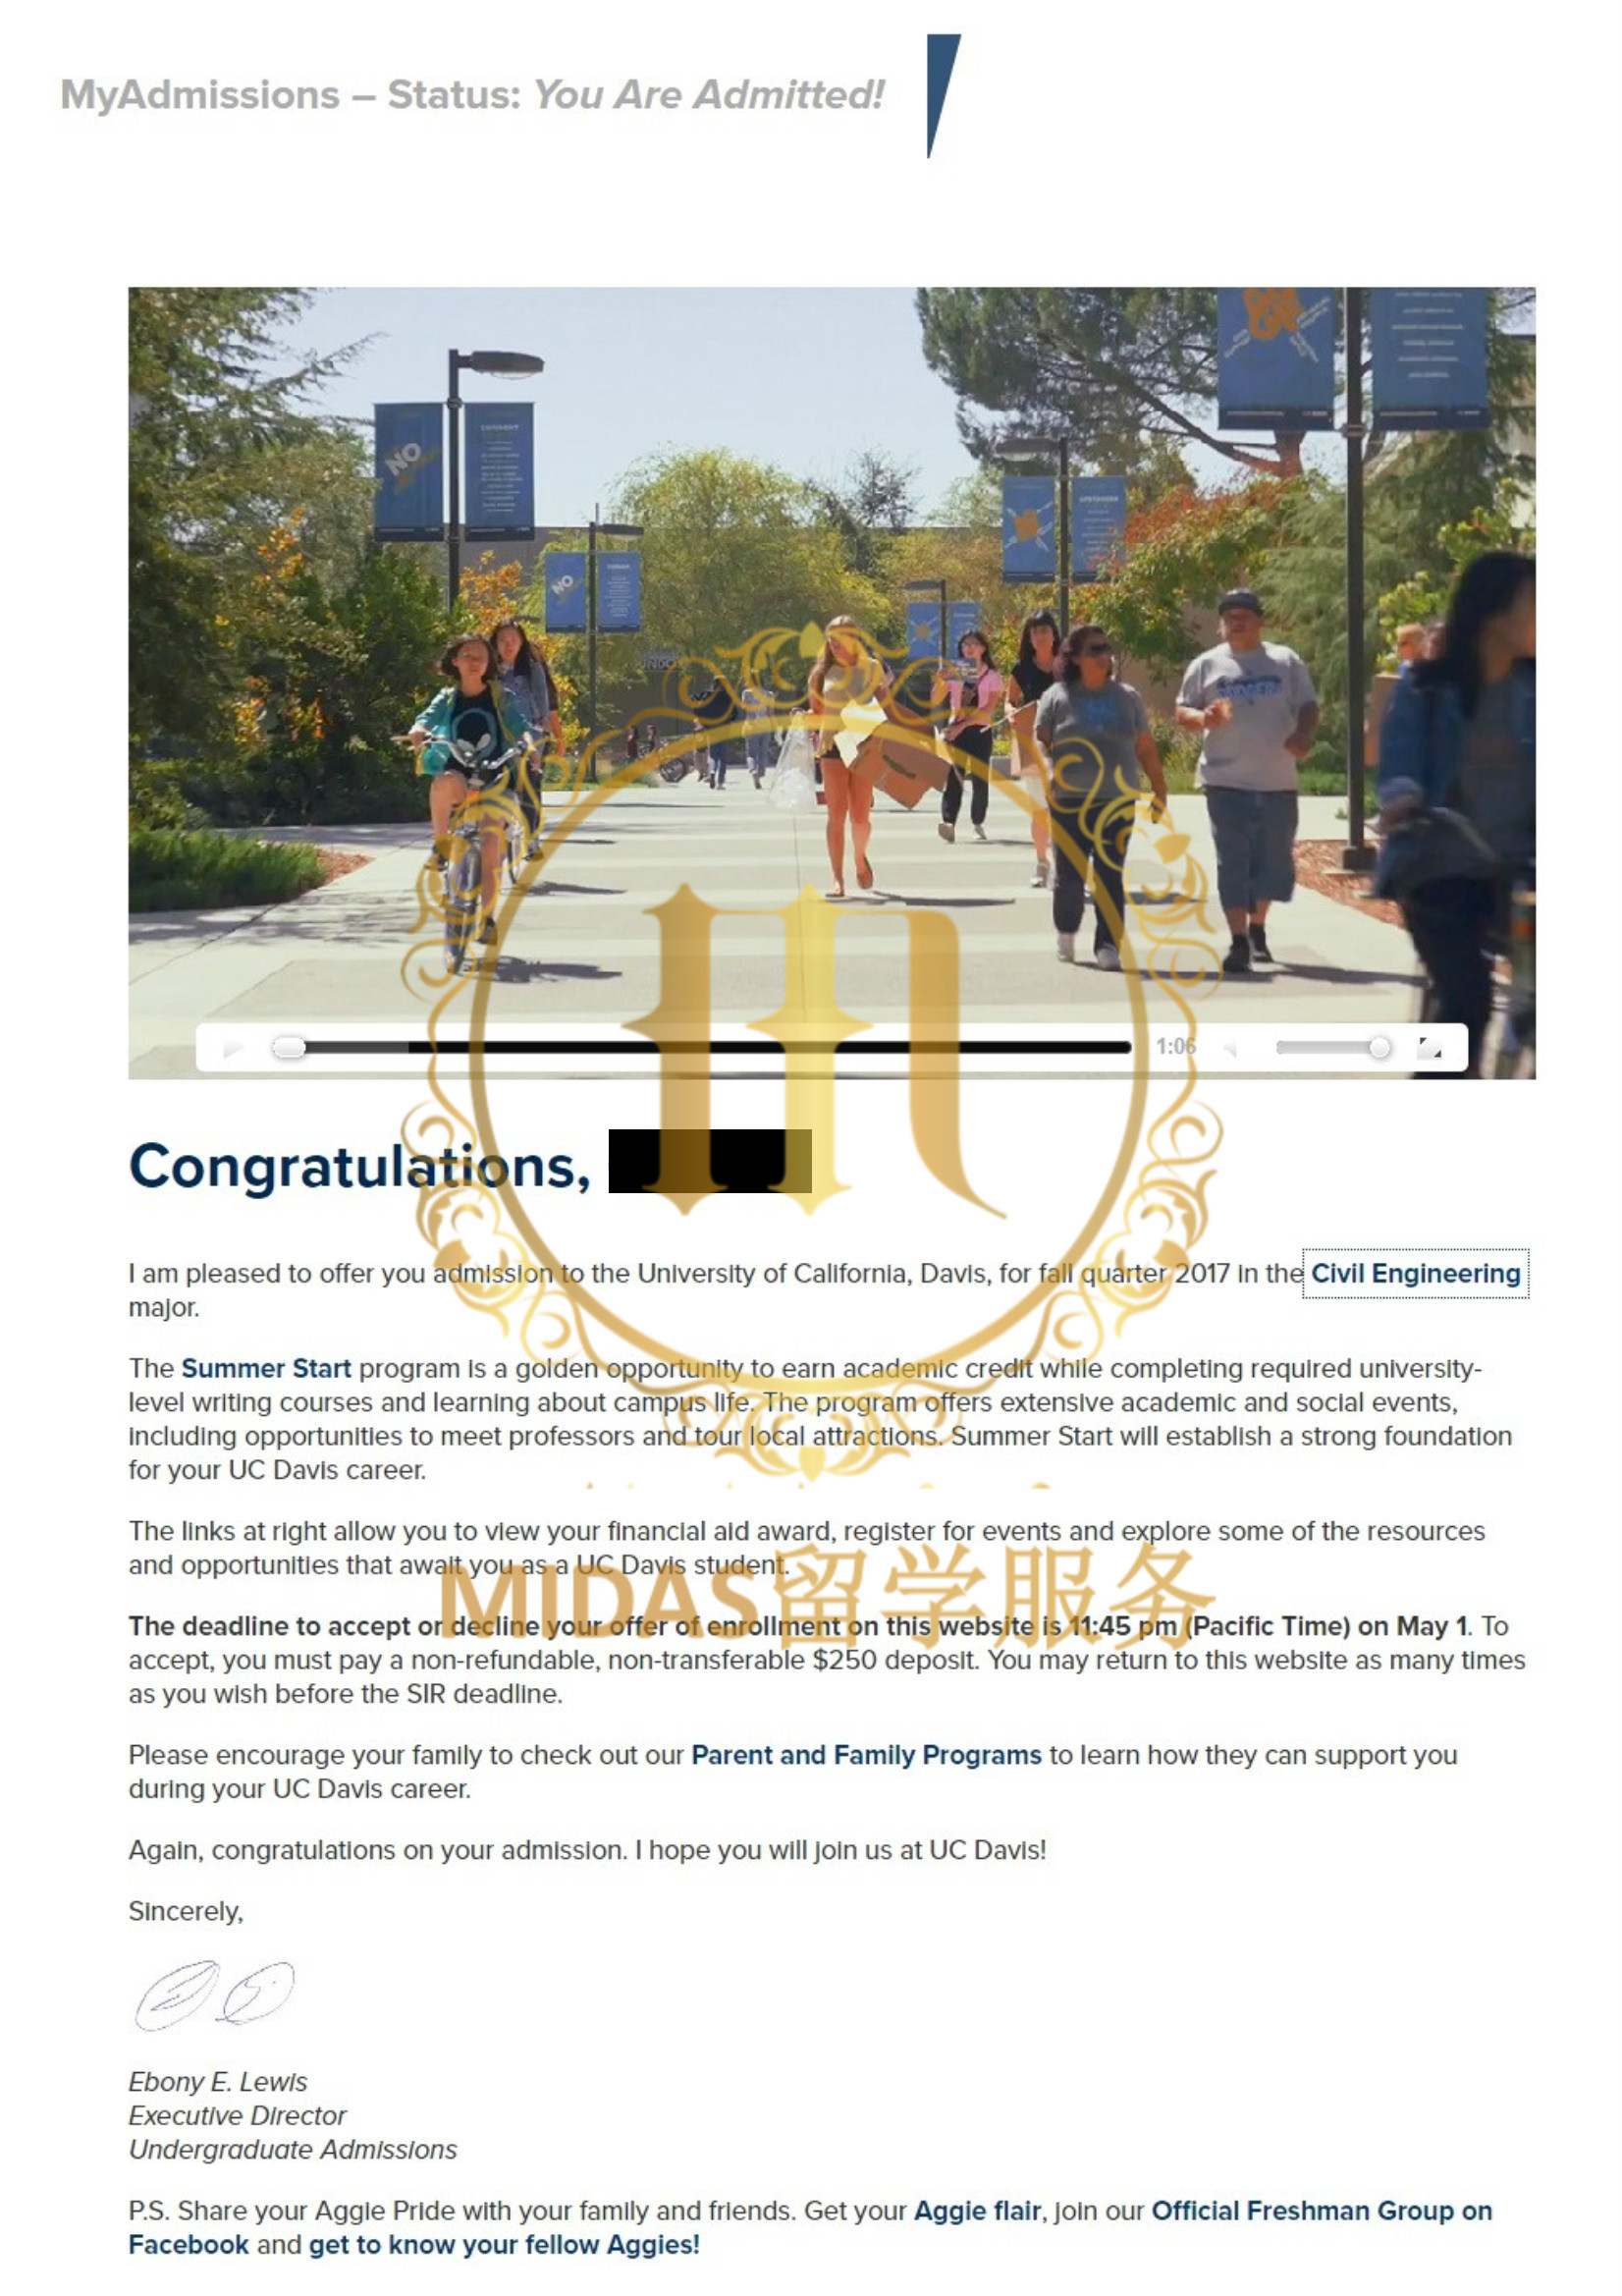 MyAdmissions – Status: You Are Admitted!
NO
NO
DODGERS
1:06
Congratulations,
I am pleased to offer you admission to the University of California, Davis, for fall quarter 2017 in the Civil Engineering
major.
The Summer Start program is a golden opportunity to earn academic credit while completing required university-
level writing courses and learning about campus life. The program offers extensive academic and social events,
including opportunities to meet professors and tour local attractions. Summer Start will establish a strong foundation
for your UC Davis career.
The links at right allow you to view your financial aid award, register for events and explore some of the resources
and opportunities that await you as a UC Davis student.
MIDAS留学服务
The deadline to accept or decline your offer of enrollment on this website is 11:45 pm (Pacific Time) on May 1. To
accept, you must pay a non-refundable, non-transferable $250 deposit. You may return to this website as many times
as you wish before the SIR deadline.
Please encourage your family to check out our Parent and Family Programs to learn how they can support you
during your UC Davis career.
Again, congratulations on your admission. I hope you will join us at UC Davis!
Sincerely,
Ebony E. Lewis
Executive Director
Undergraduate Admissions
P.S. Share your Aggie Pride with your family and friends. Get your Aggie flair, join our Official Freshman Group on
Facebook and get to know your fellow Aggies!